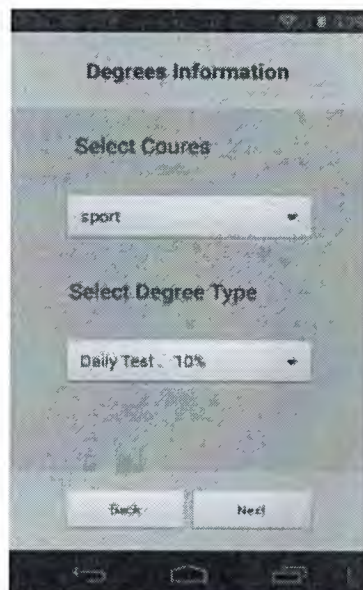 Degrees Information
Select Coures
sport
Select Degree Type
Daily Test . 10%
Back
Next